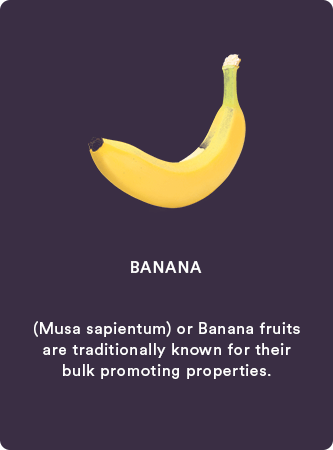 BANANA
(Musa sapientum) or Banana fruits
are traditionally known for their
bulk promoting properties.